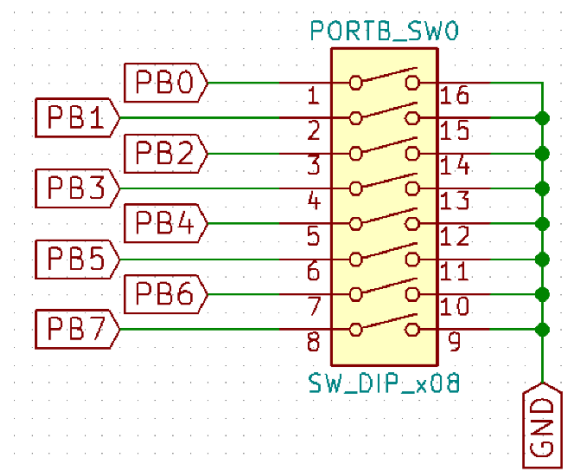 PORTB_SW0
PB0 1 16
PB1 2 15
PB2 3 14
PB3 4 13
PB4 5 12
PB5 6 11
PB6 7 10
PB7 8 9
SW_DIP_x08
GND